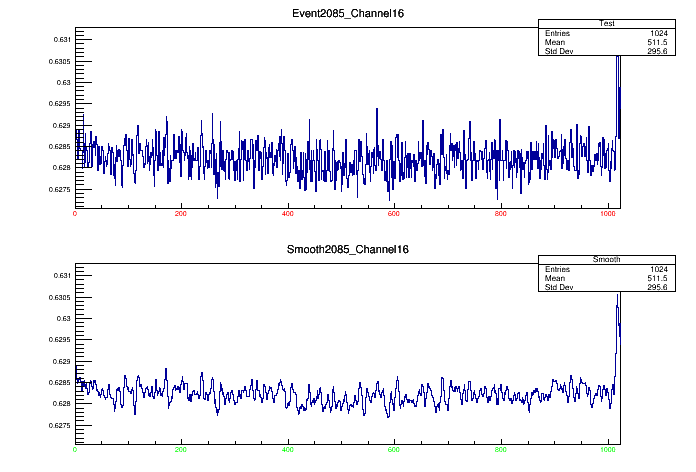 Event2085_Channel16
Test
Entries 1024
Mean 511.5
Std Dev 295.6
0.631
0.6305
0.63
0.6295
0.629
0.6285
0.628
0.6275
0 200 400 600 800 1000
Smooth2085_Channel16
Smooth
Entries 1024
Mean 511.5
Std Dev 295.6
0.631
0.6305
0.63
0.6295
0.629
0.6285
0.628
0.6275
0 200 400 600 800 1000